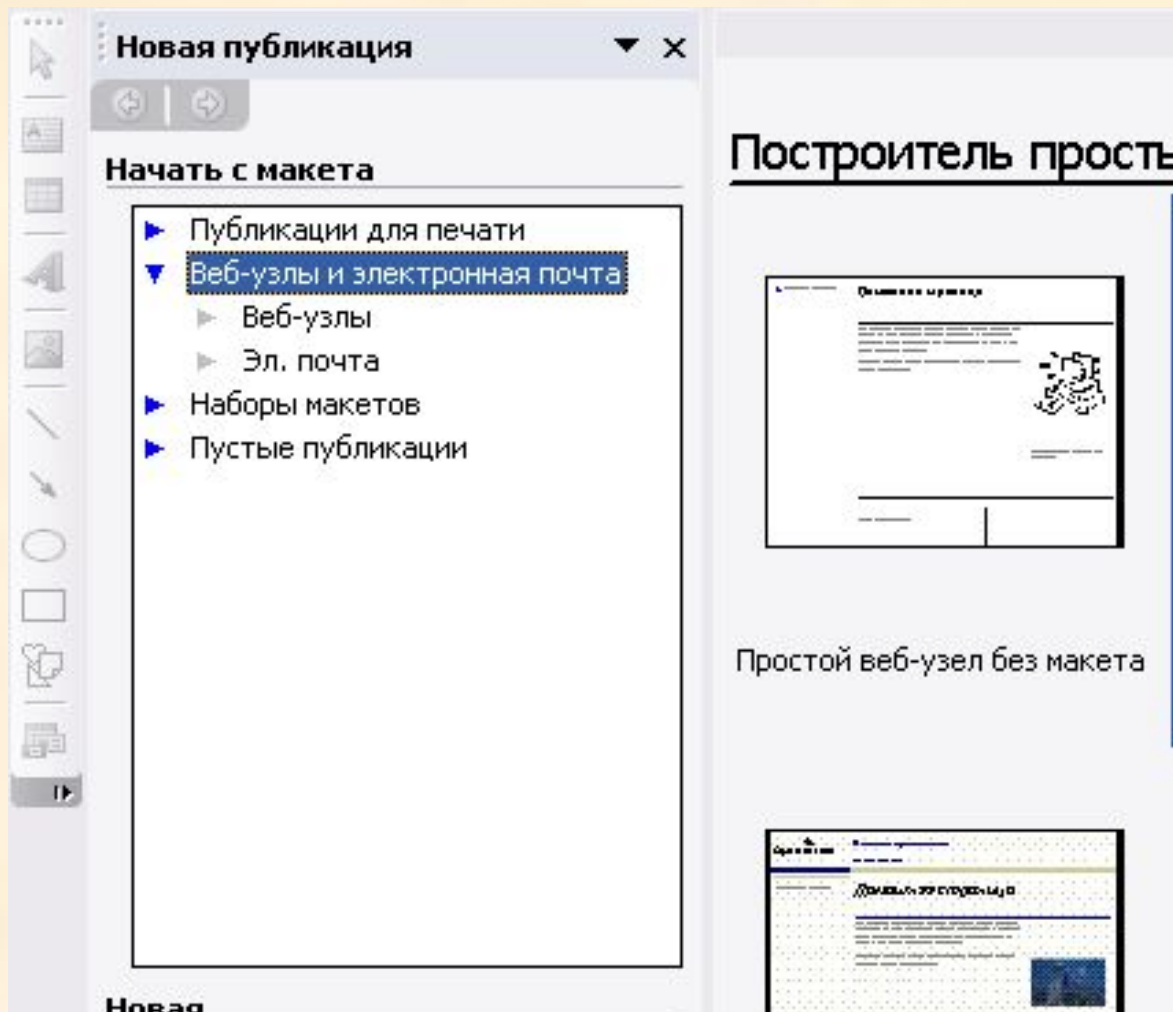 Новая публикация
Начать с макета
Публикации для печати
Веб-узлы и электронная почта
Веб-узлы
Эл. почта
Наборы макетов
Пустые публикации
Новая
Построитель
Простой веб-узел без макета